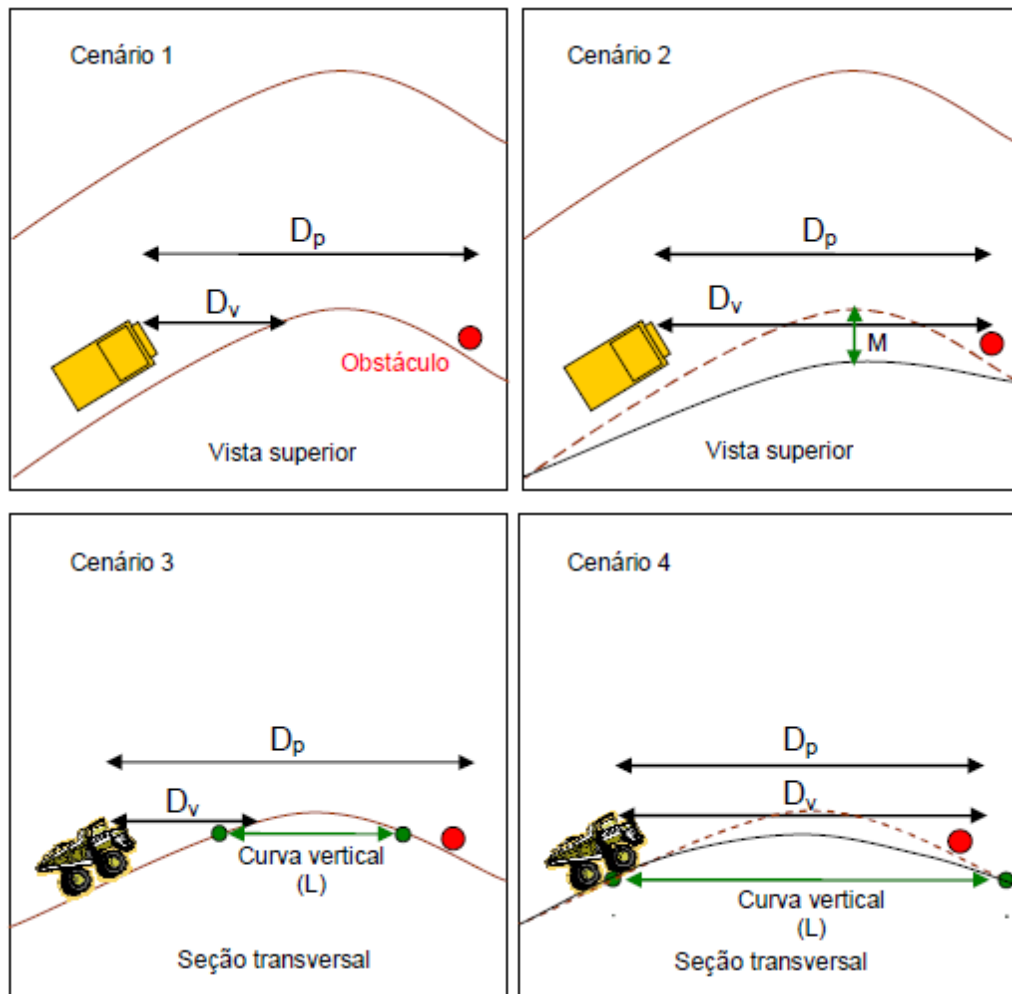 Cenário 1
Dp
Dv
Obstáculo
Vista superior
Cenário 2
Dp
Dv
M
Vista superior
Cenário 3
Dp
Dv
Curva vertical
(L)
Seção transversal
Cenário 4
Dp
Dv
Curva vertical
(L)
Seção transversal